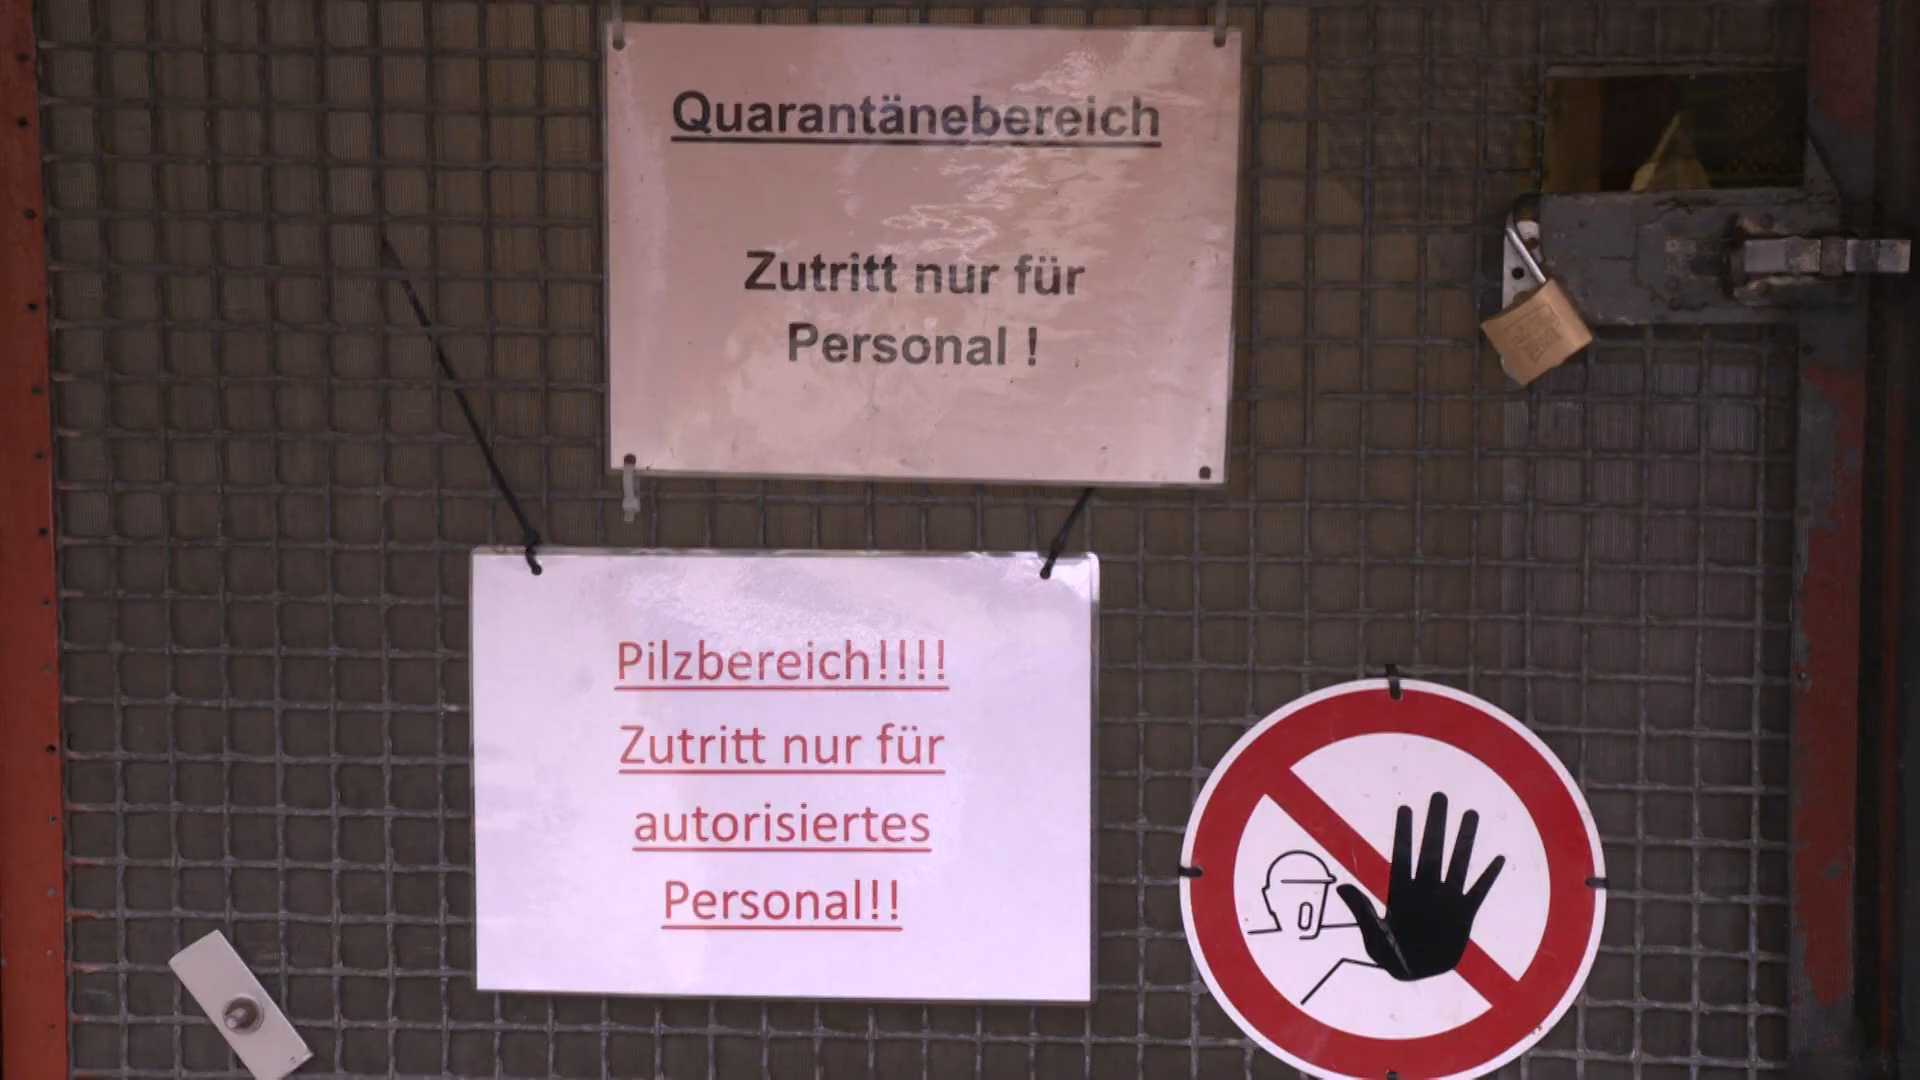 Quarantänebereich
Zutritt nur für
Personal !
Pilzbereich!!!!
Zutritt nur für
autorisiertes
Personal!!